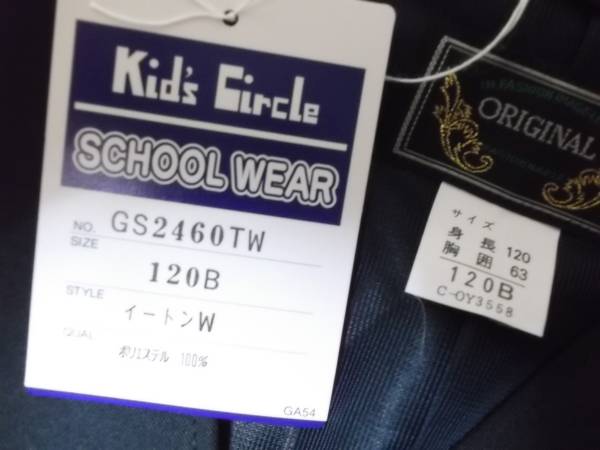 Kid's Circle
SCHOOL WEAR
NO. GS2460TW
SIZE 120B
STYLE イートンW
QUAL ポリエステル 100%
GA54
ORIGINAL
サイズ
身長 120
胸囲 63
120B
C-OY3558